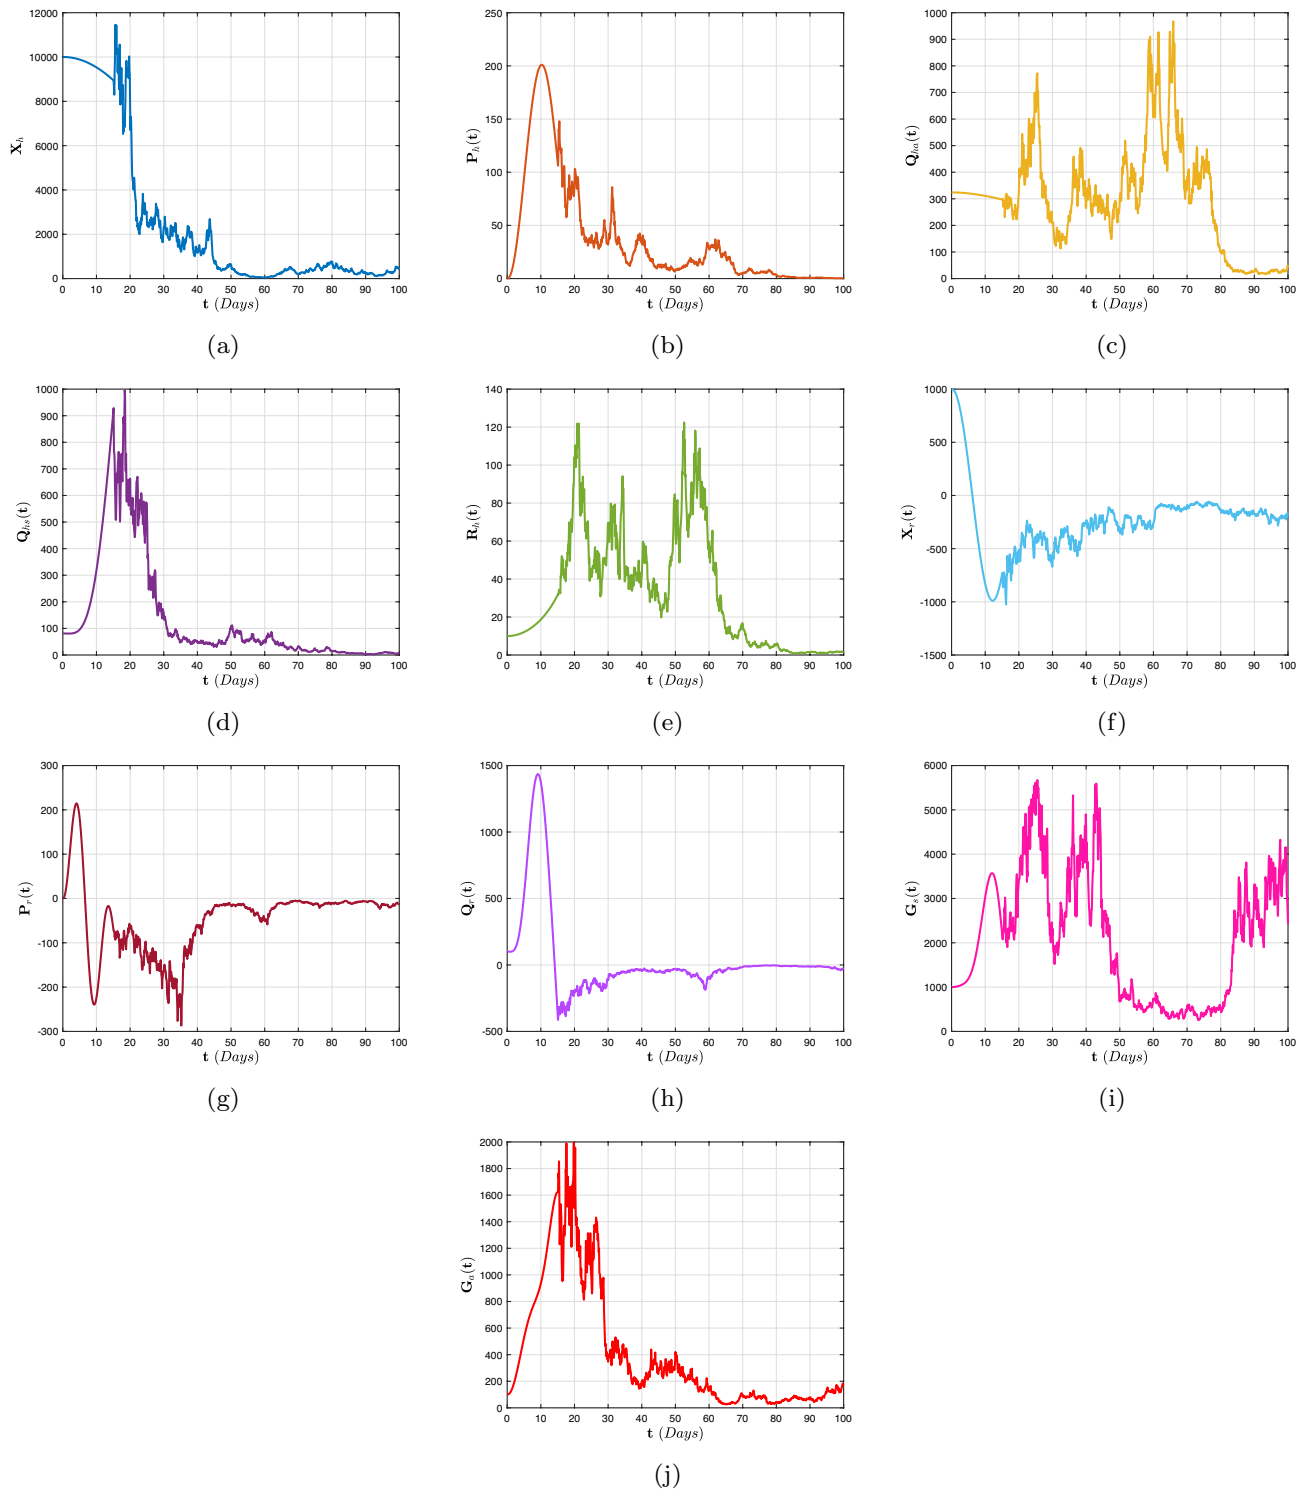 12000
10000
8000
6000
4000
2000
0
X_h
0 10 20 30 40 50 60 70 80 90 100
t (Days)
(a)
250
200
150
100
50
0
P_h(t)
0 10 20 30 40 50 60 70 80 90 100
t (Days)
(b)
1000
900
800
700
600
500
400
300
200
100
0
Q_ha(t)
0 10 20 30 40 50 60 70 80 90 100
t (Days)
(c)
1000
900
800
700
600
500
400
300
200
100
0
Q_hs(t)
0 10 20 30 40 50 60 70 80 90 100
t (Days)
(d)
140
120
100
80
60
40
20
0
R_h(t)
0 10 20 30 40 50 60 70 80 90 100
t (Days)
(e)
1000
500
0
-500
-1000
-1500
X_r(t)
0 10 20 30 40 50 60 70 80 90 100
t (Days)
(f)
300
200
100
0
-100
-200
-300
P_r(t)
0 10 20 30 40 50 60 70 80 90 100
t (Days)
(g)
1500
1000
500
0
-500
Q_r(t)
0 10 20 30 40 50 60 70 80 90 100
t (Days)
(h)
6000
5000
4000
3000
2000
1000
0
G_s(t)
0 10 20 30 40 50 60 70 80 90 100
t (Days)
(i)
2000
1800
1600
1400
1200
1000
800
600
400
200
0
G_a(t)
0 10 20 30 40 50 60 70 80 90 100
t (Days)
(j)